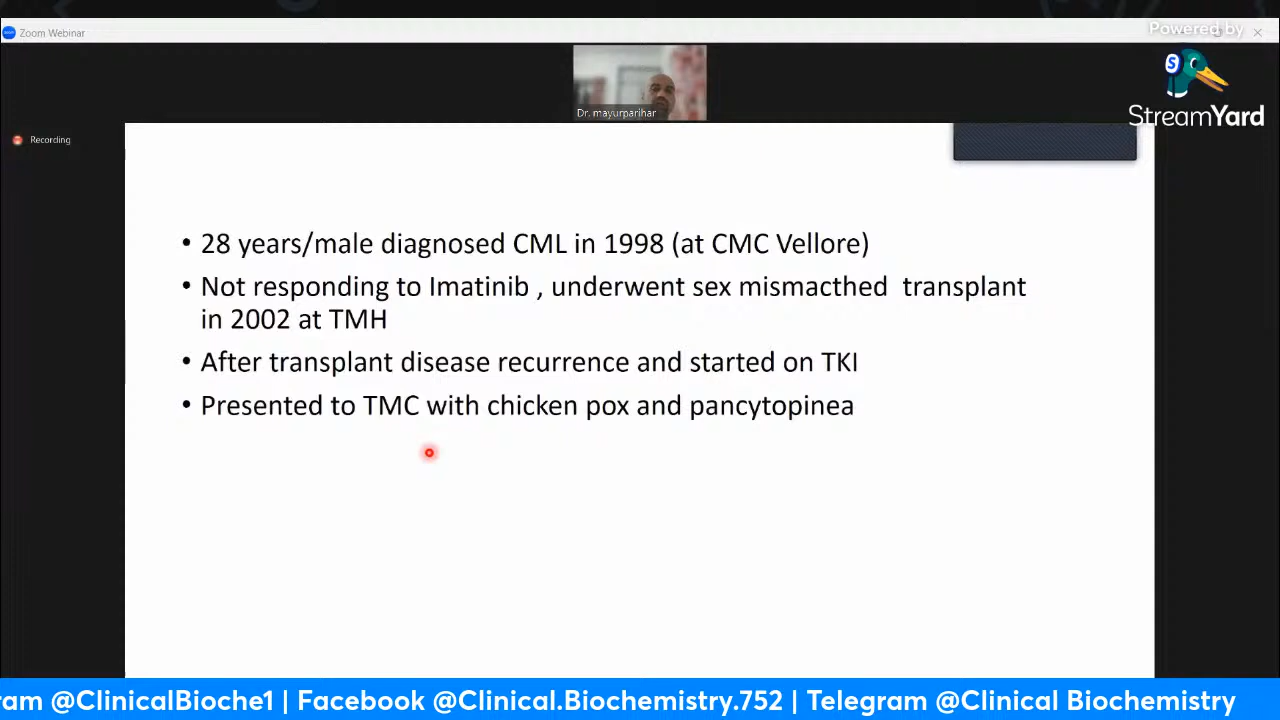 Zoom Webinar
Powered by
StreamYard
Dr. mayurparihar
Recording
• 28 years/male diagnosed CML in 1998 (at CMC Vellore)
• Not responding to Imatinib , underwent sex mismacthed  transplant
in 2002 at TMH
• After transplant disease recurrence and started on TKI
• Presented to TMC with chicken pox and pancytopinea
ram @ClinicalBioche1 | Facebook @Clinical.Biochemistry.752 | Telegram @Clinical Biochemistry